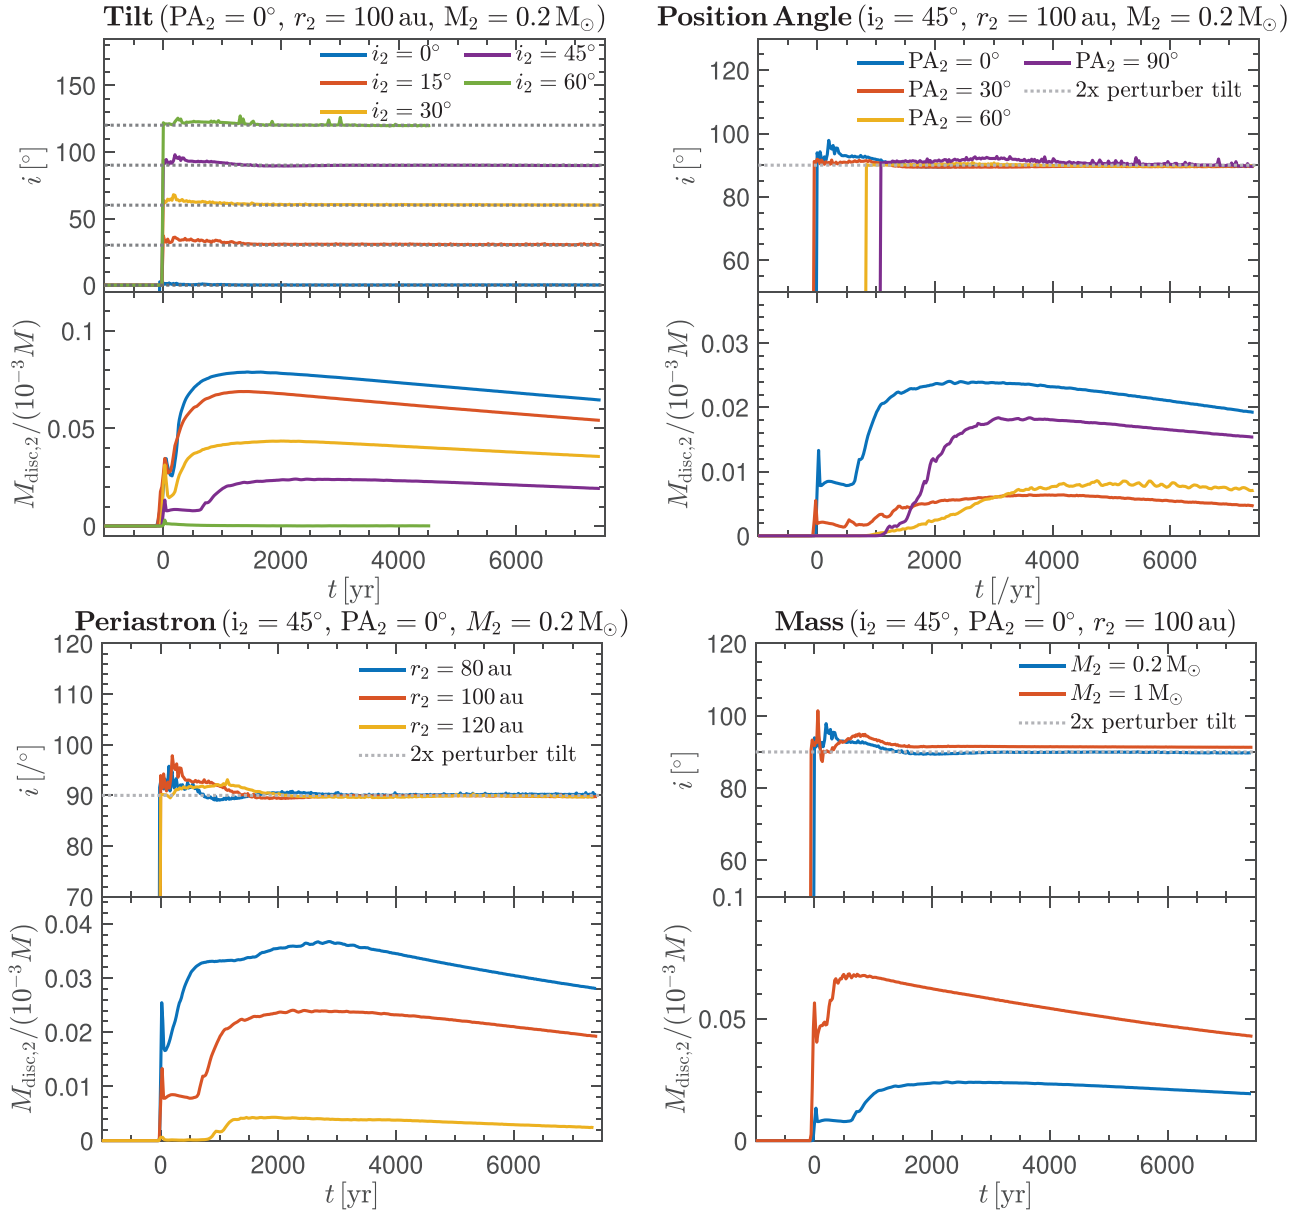 Tilt (PA₂ = 0°, r₂ = 100 au, M₂ = 0.2 M⊙)
i₂ = 0°
i₂ = 15°
i₂ = 30°
i₂ = 45°
i₂ = 60°
150
100
50
0
i [°]
0.1
0.05
0
M_disc,2/(10⁻³ M)
0 2000 4000 6000
t [yr]
Position Angle (i₂ = 45°, r₂ = 100 au, M₂ = 0.2 M⊙)
PA₂ = 0°
PA₂ = 30°
PA₂ = 60°
PA₂ = 90°
2x perturber tilt
120
100
80
60
i [°]
0.03
0.02
0.01
0
M_disc,2/(10⁻³ M)
0 2000 4000 6000
t [/yr]
Periastron (i₂ = 45°, PA₂ = 0°, M₂ = 0.2 M⊙)
r₂ = 80 au
r₂ = 100 au
r₂ = 120 au
2x perturber tilt
120
110
100
90
80
70
i [/°]
0.04
0.03
0.02
0.01
0
M_disc,2/(10⁻³ M)
0 2000 4000 6000
t [yr]
Mass (i₂ = 45°, PA₂ = 0°, r₂ = 100 au)
M₂ = 0.2 M⊙
M₂ = 1 M⊙
2x perturber tilt
120
100
80
60
i [°]
0.1
0.05
0
M_disc,2/(10⁻³ M)
0 2000 4000 6000
t [yr]